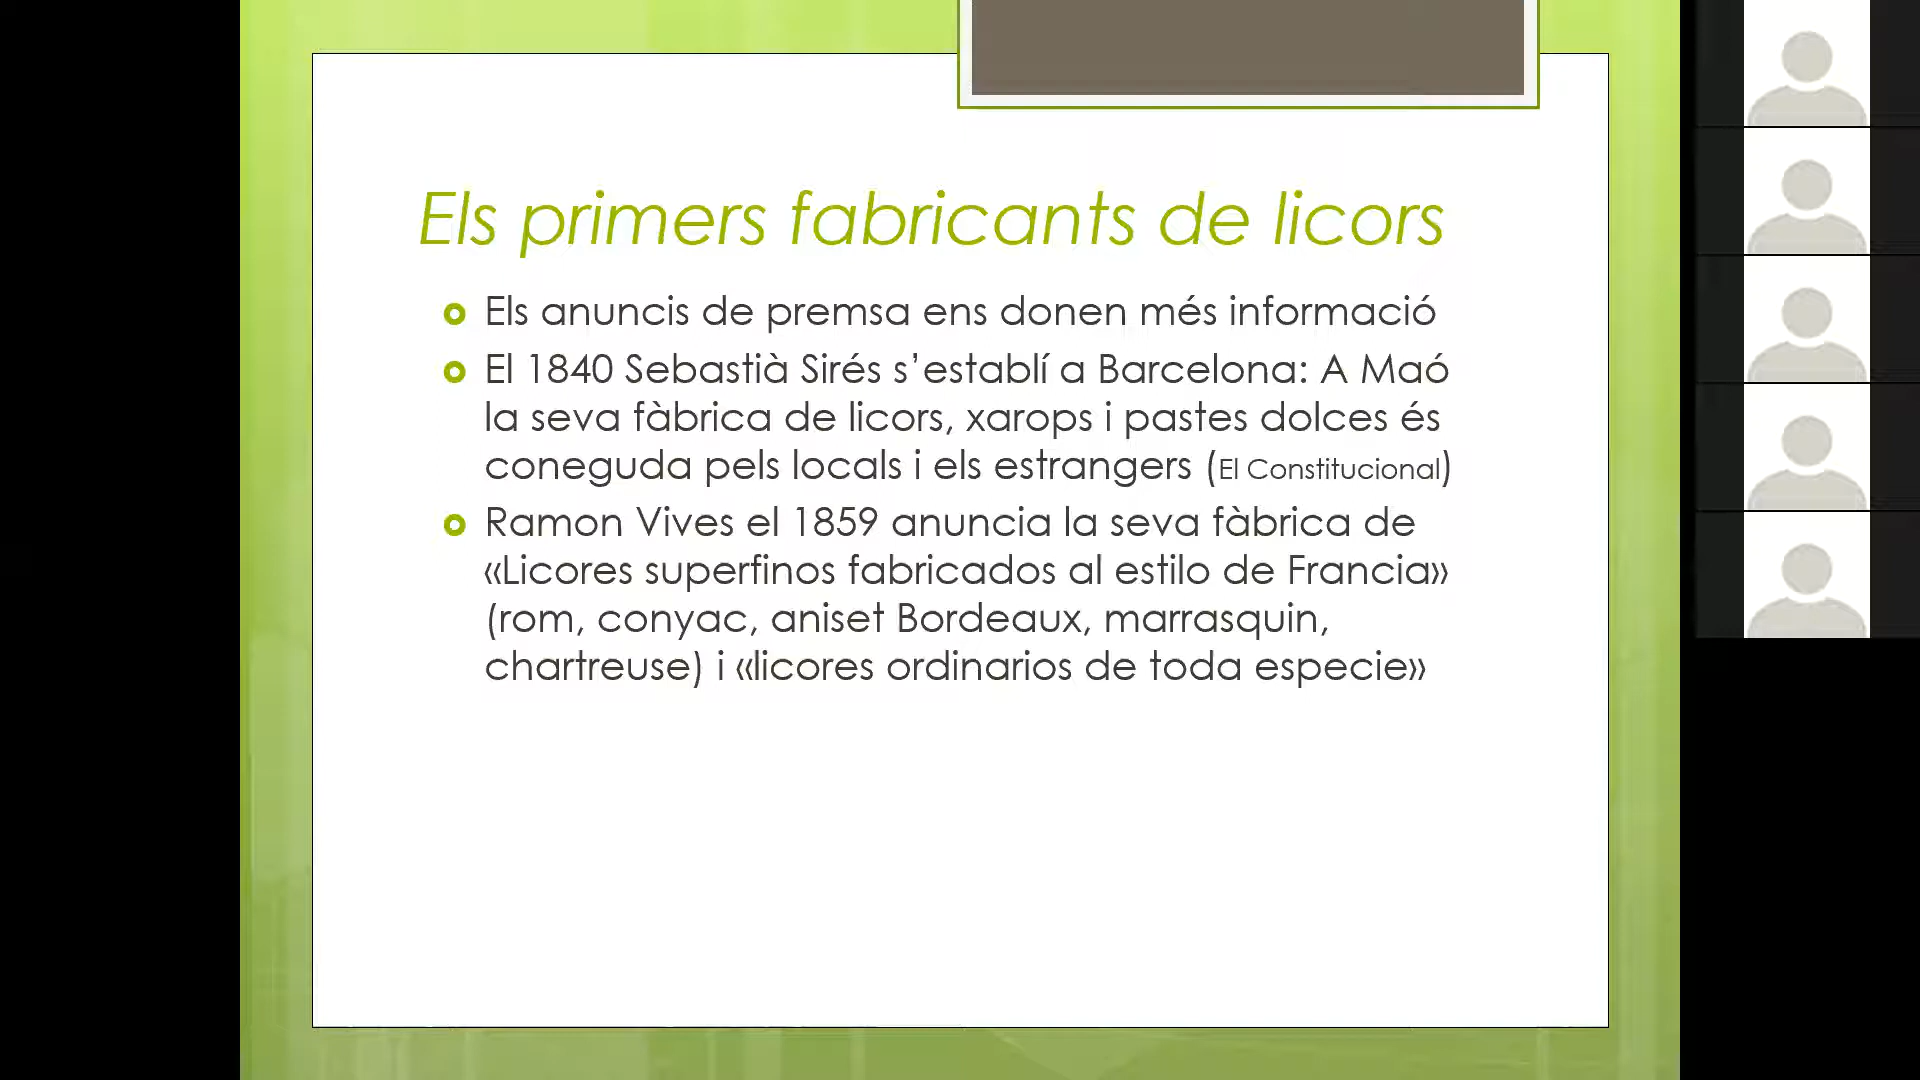 Els primers fabricants de licors
Els anuncis de premsa ens donen més informació
El 1840 Sebastià Sirés s’establí a Barcelona: A Maó
la seva fàbrica de licors, xarops i pastes dolces és
coneguda pels locals i els estrangers (El Constitucional)
Ramon Vives el 1859 anuncia la seva fàbrica de
«Licores superfinos fabricados al estilo de Francia»
(rom, conyac, aniset Bordeaux, marrasquin,
chartreuse) i «licores ordinarios de toda especie»